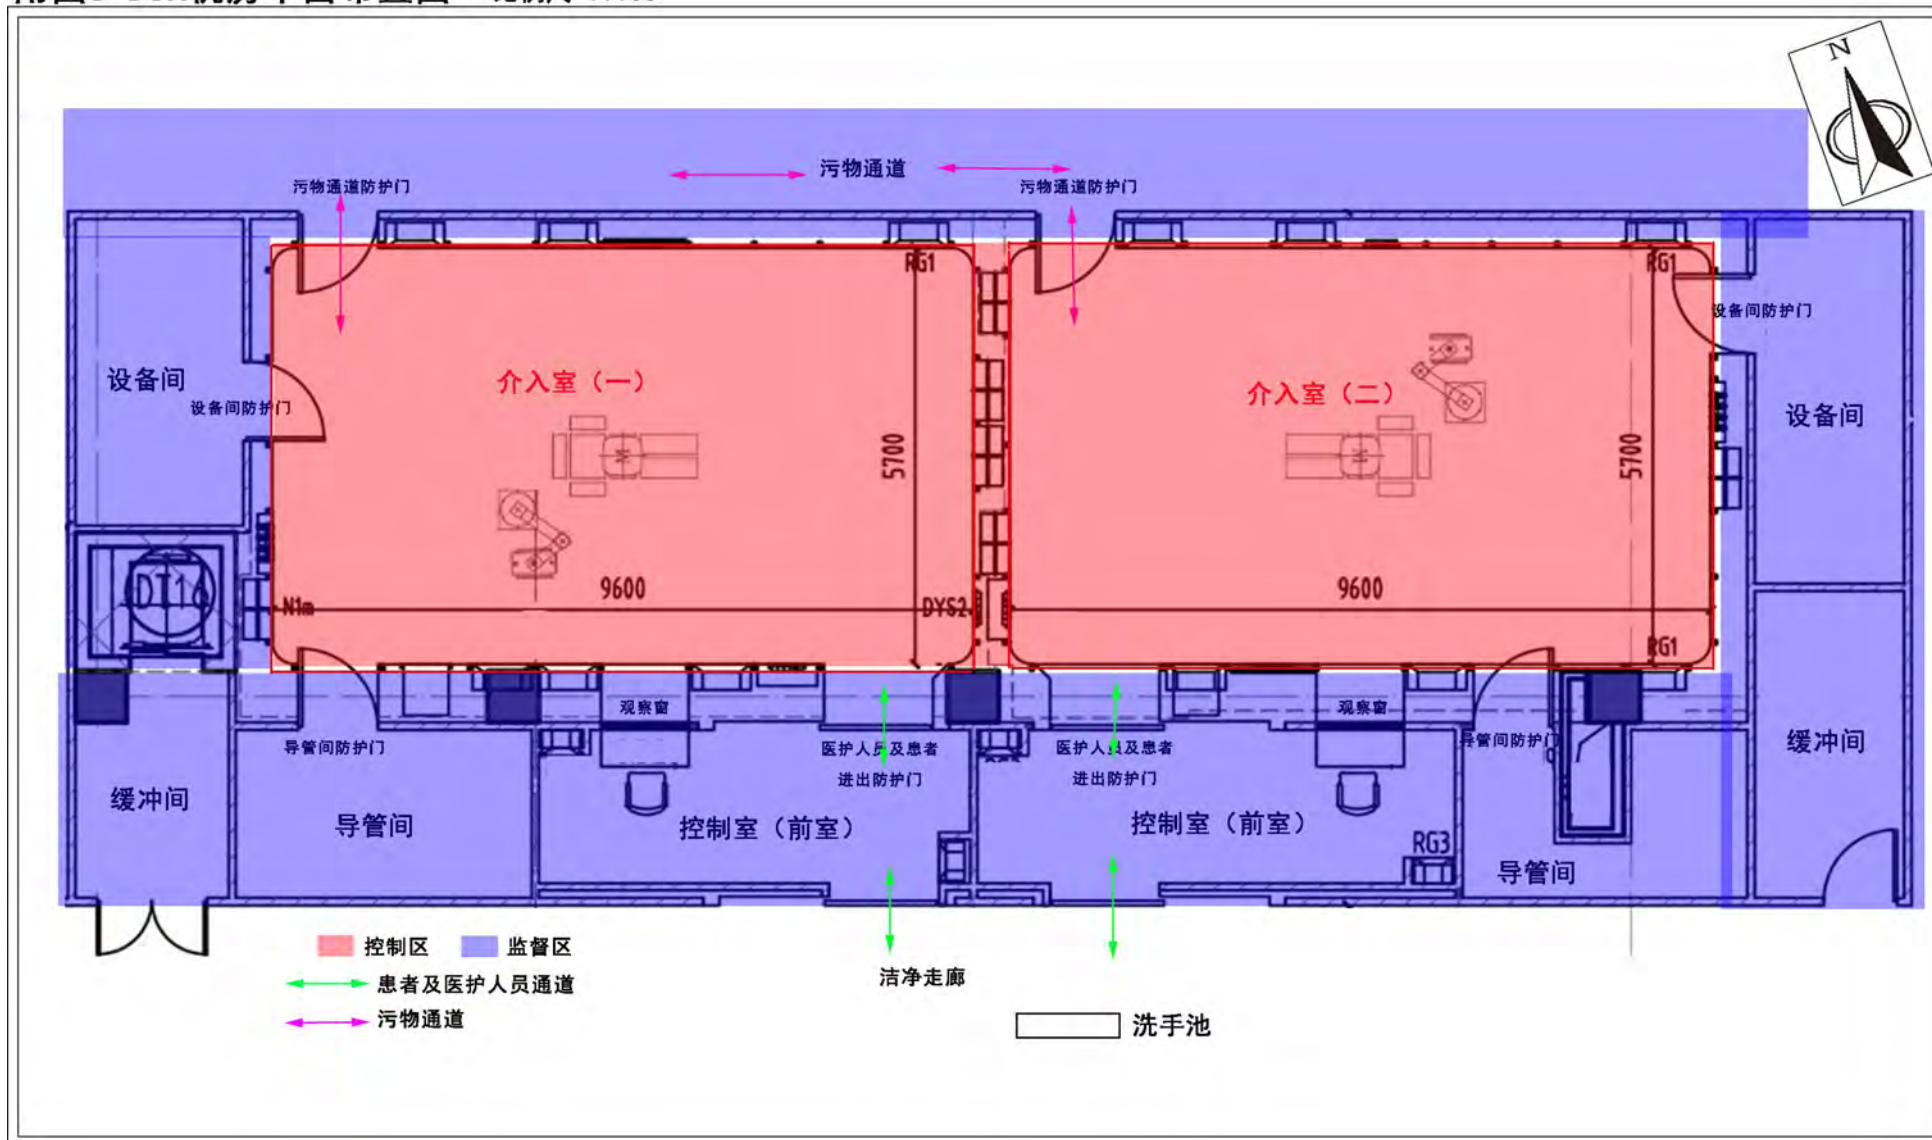 N
污物通道
污物通道防护门
污物通道防护门
RG1
RG1
设备间防护门
设备间
介入室（一）
介入室（二）
设备间防护门
设备间
5700
5700
DT16
9600
9600
N1m
DYS2
RG1
观察窗
观察窗
导管间防护门
医护人员及患者
进出防护门
医护人员及患者
进出防护门
导管间防护门
缓冲间
缓冲间
导管间
控制室（前室）
控制室（前室）
RG3
导管间
控制区
监督区
患者及医护人员通道
污物通道
洁净走廊
洗手池